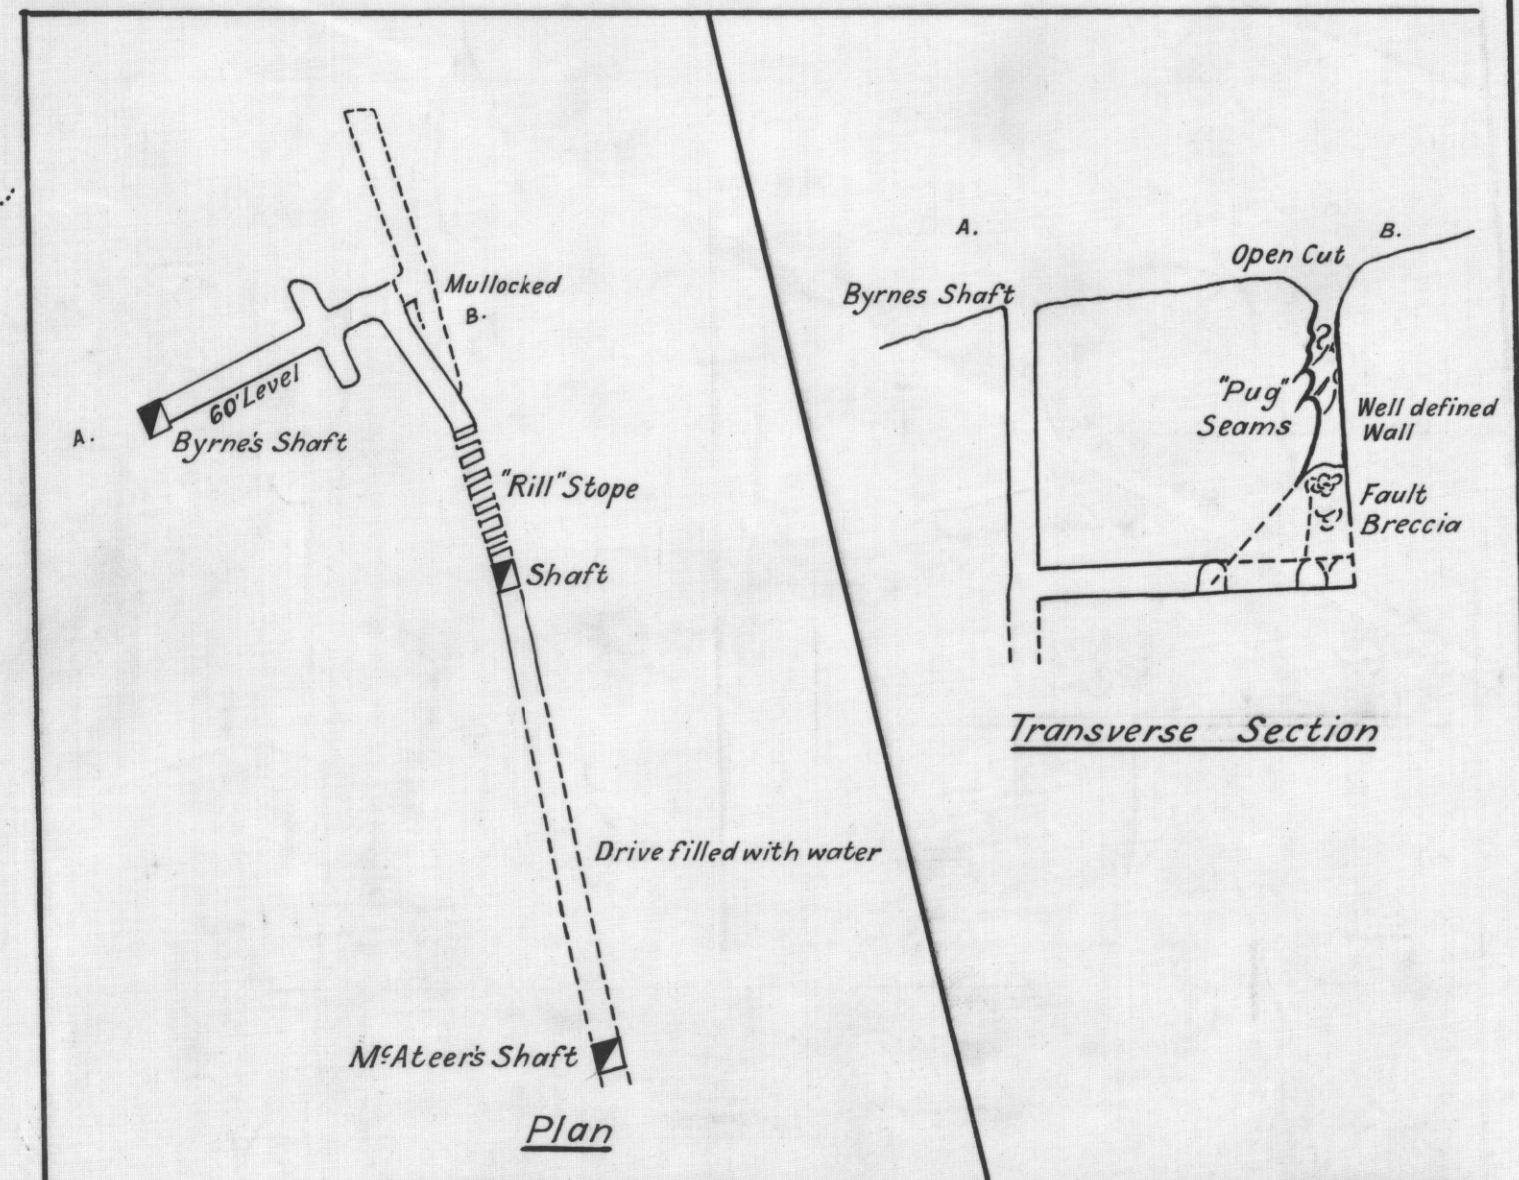 Mullocked
B.
60' Level
A.
Byrne's Shaft
"Rill" Stope
Shaft
Drive filled with water
McAteer's Shaft
Plan
A.
B.
Open Cut
Byrnes Shaft
"Pug"
Seams
Well defined
Wall
Fault
Breccia
Transverse Section